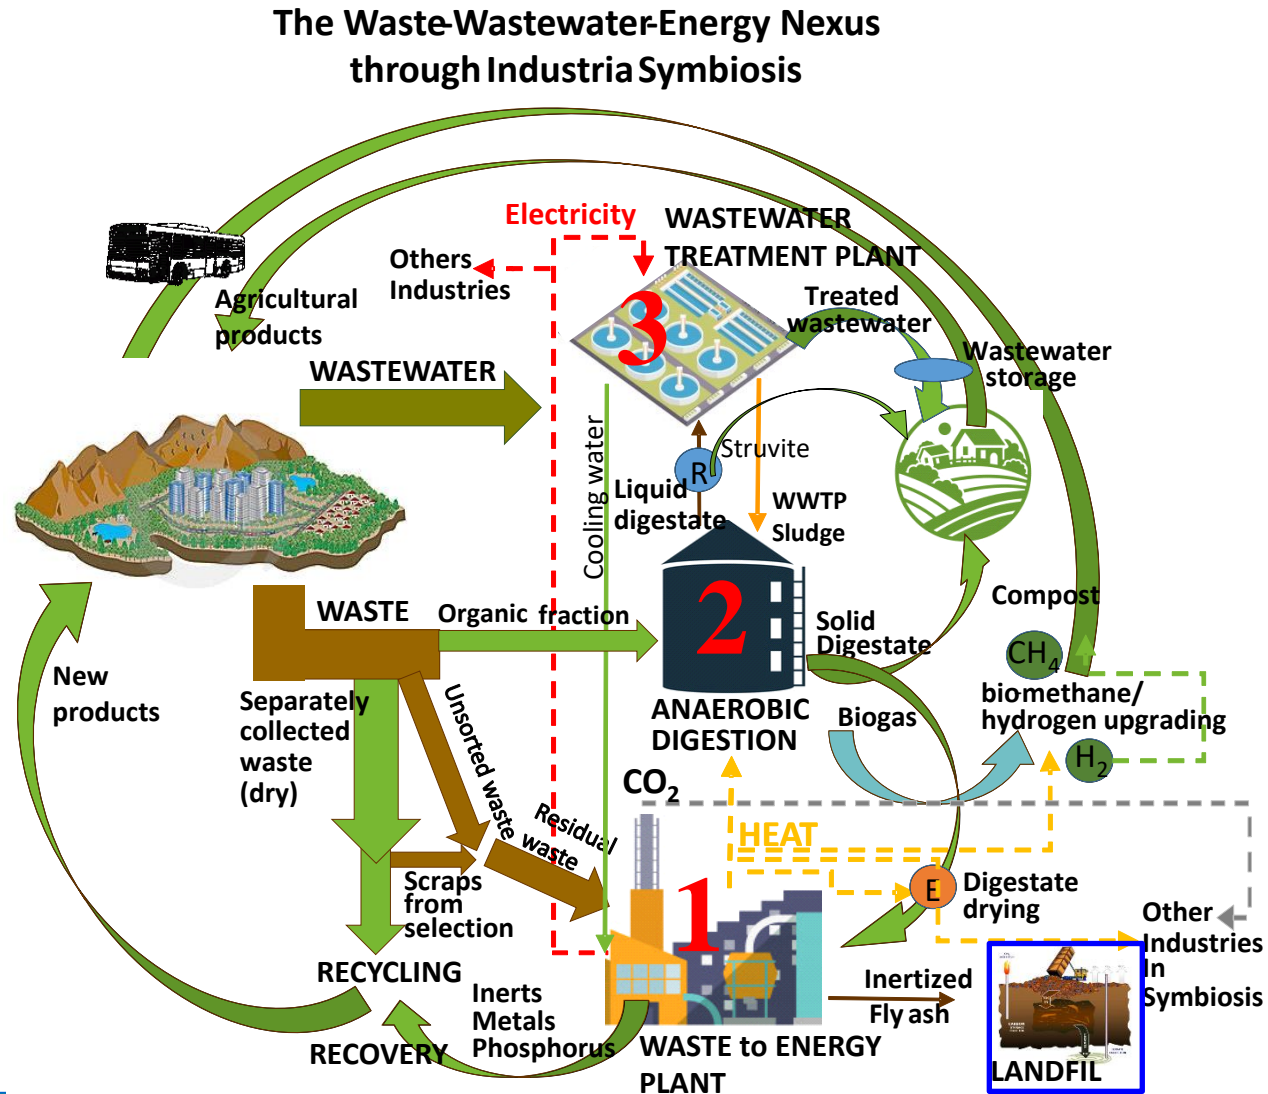 The Waste-Wastewater-Energy Nexus
through Industria Symbiosis
Electricity
WASTEWATER
TREATMENT PLANT
Others
Industries
Agricultural
products
Treated
wastewater
3
WASTEWATER
Wastewater
storage
Cooling water
R
Struvite
Liquid
digestate
WWTP
Sludge
2
WASTE
Organic fraction
Solid
Digestate
Compost
CH4
New
products
Separately
collected
waste
(dry)
Unsorted waste
ANAEROBIC
DIGESTION
Biogas
biomethane/
hydrogen upgrading
H2
CO2
Residual
waste
HEAT
1
E
Digestate
drying
Scraps
from
selection
Other
Industries
in
Symbiosis
RECYCLING
RECOVERY
Inerts
Metals
Phosphorus
Inertized
Fly ash
WASTE to ENERGY
PLANT
LANDFIL